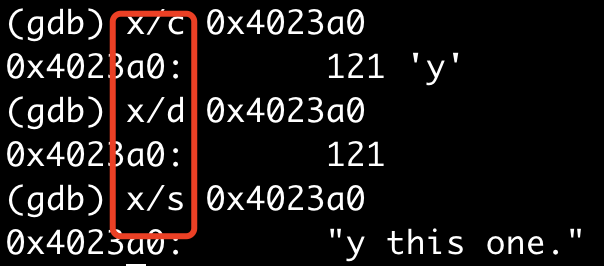 (gdb) x/c 0x4023a0
0x4023a0: 121 'y'
(gdb) x/d 0x4023a0
0x4023a0: 121
(gdb) x/s 0x4023a0
0x4023a0: "y this one."